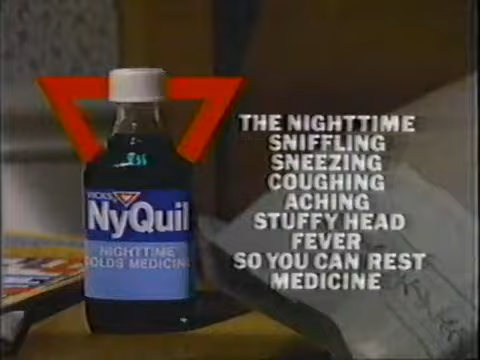 THE NIGHTTIME
SNIFFLING
SNEEZING
COUGHING
ACHING
STUFFY HEAD
FEVER
SO YOU CAN REST
MEDICINE
VICKS
NyQuil
NIGHTTIME
COLDS MEDICINE